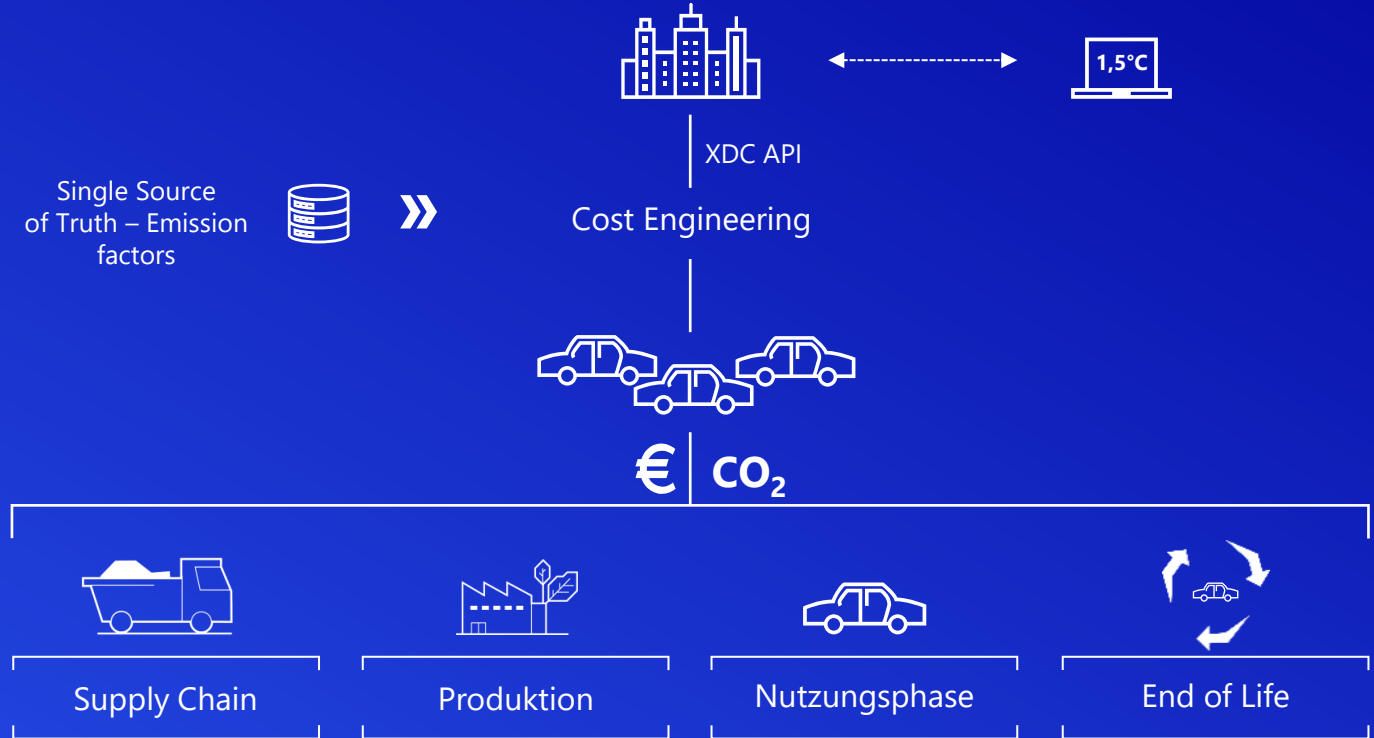 1,5°C
XDC API
Single Source
of Truth – Emission
factors
Cost Engineering
€ CO₂
Supply Chain
Produktion
Nutzungsphase
End of Life